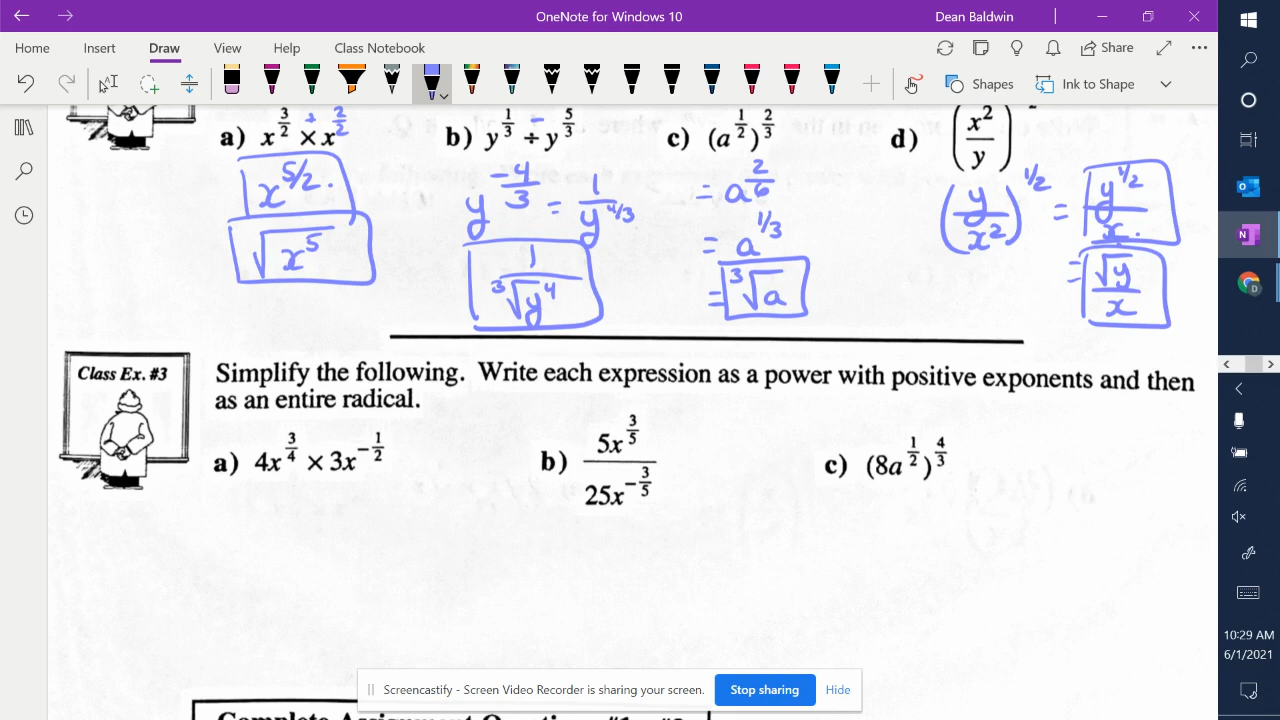 OneNote for Windows 10
Dean Baldwin
Home Insert Draw View Help Class Notebook
Share
Shapes Ink to Shape
a) x^{3/2} × x^{2/2} b) y^{1/3} ÷ y^{5/3} c) (a^{1/2})^{2/3} d) (x^2/y)
+ −
x^{5/2}. y^{-4/3} = 1/y^{4/3} = a^{2/6} (y/x^2)^{1/2} = y^{1/2}/x.
√x^5 1/∛y^4 = a^{1/3} = √y/x
= ∛a
Class Ex. #3
Simplify the following. Write each expression as a power with positive exponents and then
as an entire radical.
a) 4x^{3/4} × 3x^{-1/2} b) 5x^{3/5}/25x^{-3/5} c) (8a^{1/2})^{4/3}
Screencastify - Screen Video Recorder is sharing your screen. Stop sharing Hide
10:29 AM
6/1/2021